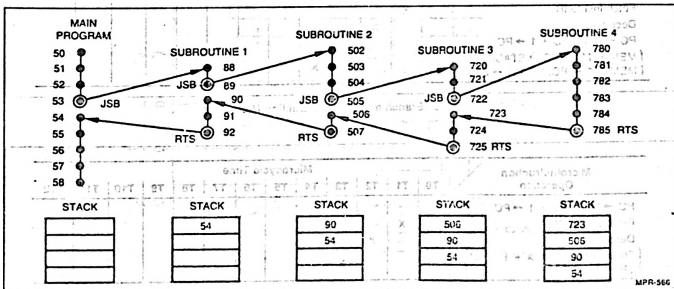 MAIN PROGRAM
50
51
52
53
54
55
56
57
58
JSB
SUBROUTINE 1
88
JSB 89
90
91
RTS 92
SUBROUTINE 2
502
503
504
JSB 505
506
RTS 507
SUBROUTINE 3
720
721
JSB 722
723
724
725 RTS
SUBROUTINE 4
780
781
782
783
784
785 RTS
STACK STACK STACK STACK STACK
54 90 506 723
54 90 506
54 90
54
MPR-566